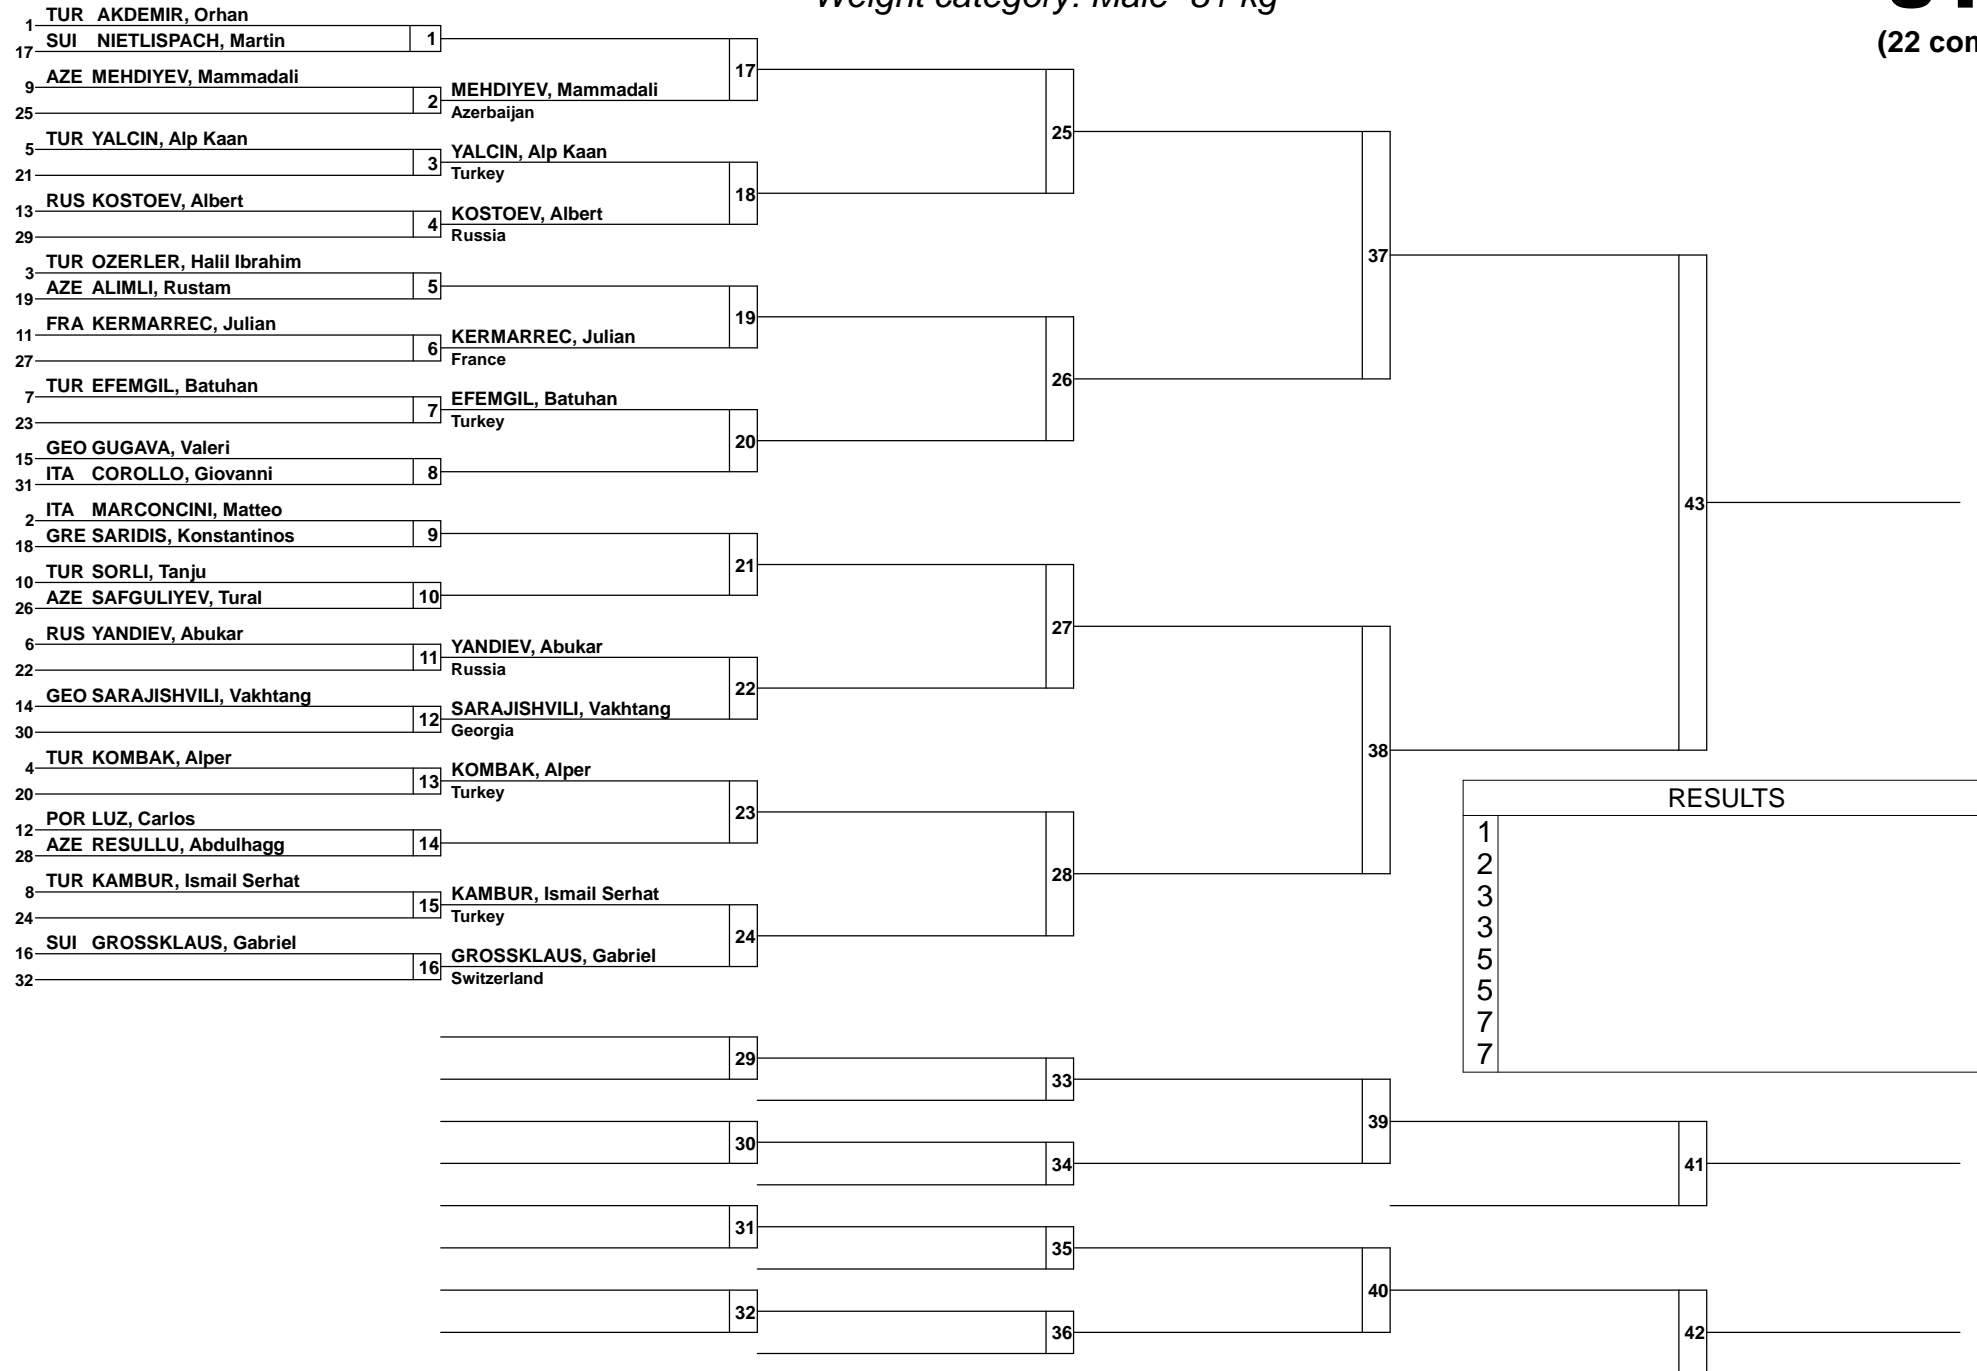 Weight category: Male -81 kg
(22 con
1 TUR AKDEMIR, Orhan
17 SUI NIETLISPACH, Martin
1
9 AZE MEHDIYEV, Mammadali
25
2
MEHDIYEV, Mammadali
Azerbaijan
17
5 TUR YALCIN, Alp Kaan
21
3
YALCIN, Alp Kaan
Turkey
13 RUS KOSTOEV, Albert
29
4
KOSTOEV, Albert
Russia
18
25
3 TUR OZERLER, Halil Ibrahim
19 AZE ALIMLI, Rustam
5
11 FRA KERMARREC, Julian
27
6
KERMARREC, Julian
France
19
7 TUR EFEMGIL, Batuhan
23
7
EFEMGIL, Batuhan
Turkey
15 GEO GUGAVA, Valeri
31 ITA COROLLO, Giovanni
8
20
26
37
2 ITA MARCONCINI, Matteo
18 GRE SARIDIS, Konstantinos
9
10 TUR SORLI, Tanju
26 AZE SAFGULIYEV, Tural
10
21
6 RUS YANDIEV, Abukar
22
11
YANDIEV, Abukar
Russia
14 GEO SARAJISHVILI, Vakhtang
30
12
SARAJISHVILI, Vakhtang
Georgia
22
27
4 TUR KOMBAK, Alper
20
13
KOMBAK, Alper
Turkey
12 POR LUZ, Carlos
28 AZE RESULLU, Abdulhagg
14
23
8 TUR KAMBUR, Ismail Serhat
24
15
KAMBUR, Ismail Serhat
Turkey
16 SUI GROSSKLAUS, Gabriel
32
16
GROSSKLAUS, Gabriel
Switzerland
24
28
38
43
RESULTS
1
2
3
3
5
5
7
7
29
33
30
34
39
41
31
35
32
36
40
42